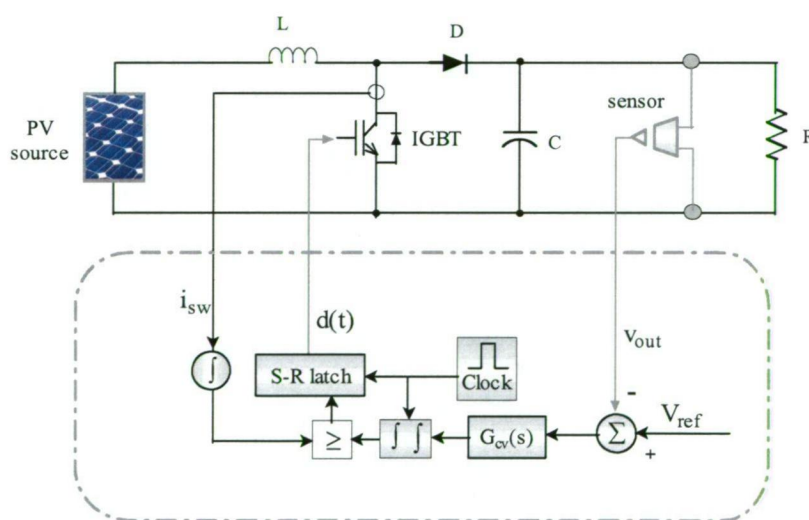 L
D
PV
source
IGBT
C
sensor
R
i_sw
d(t)
v_out
∫
S-R latch
Clock
≥
∫ ∫
G_cv(s)
-
Σ
V_ref
+